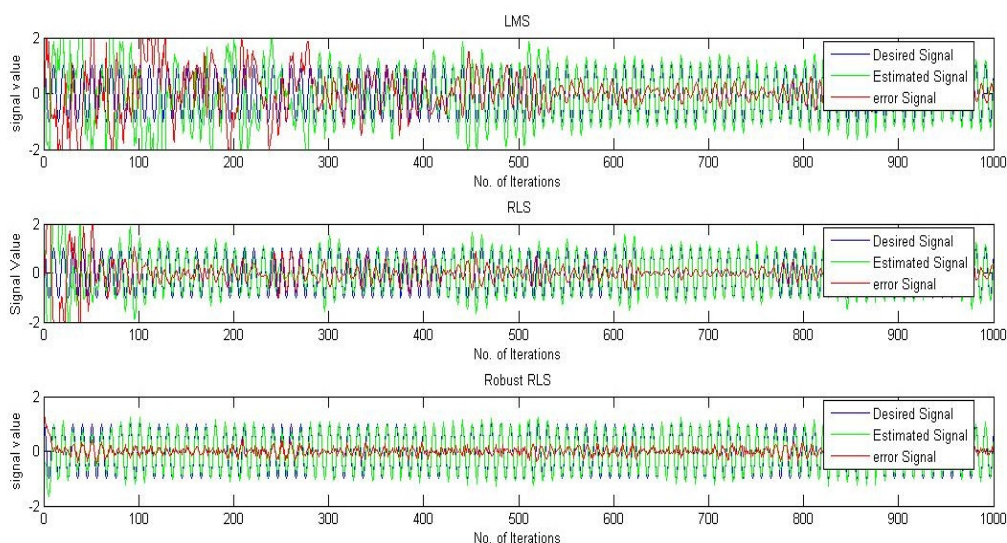 LMS
signal value
2
0
-2
Desired Signal
Estimated Signal
error Signal
0 100 200 300 400 500 600 700 800 900 1000
No. of Iterations
RLS
Signal Value
2
0
-2
Desired Signal
Estimated Signal
error Signal
0 100 200 300 400 500 600 700 800 900 1000
No. of Iterations
Robust RLS
signal value
2
0
-2
Desired Signal
Estimated Signal
error Signal
0 100 200 300 400 500 600 700 800 900 1000
No. of Iterations